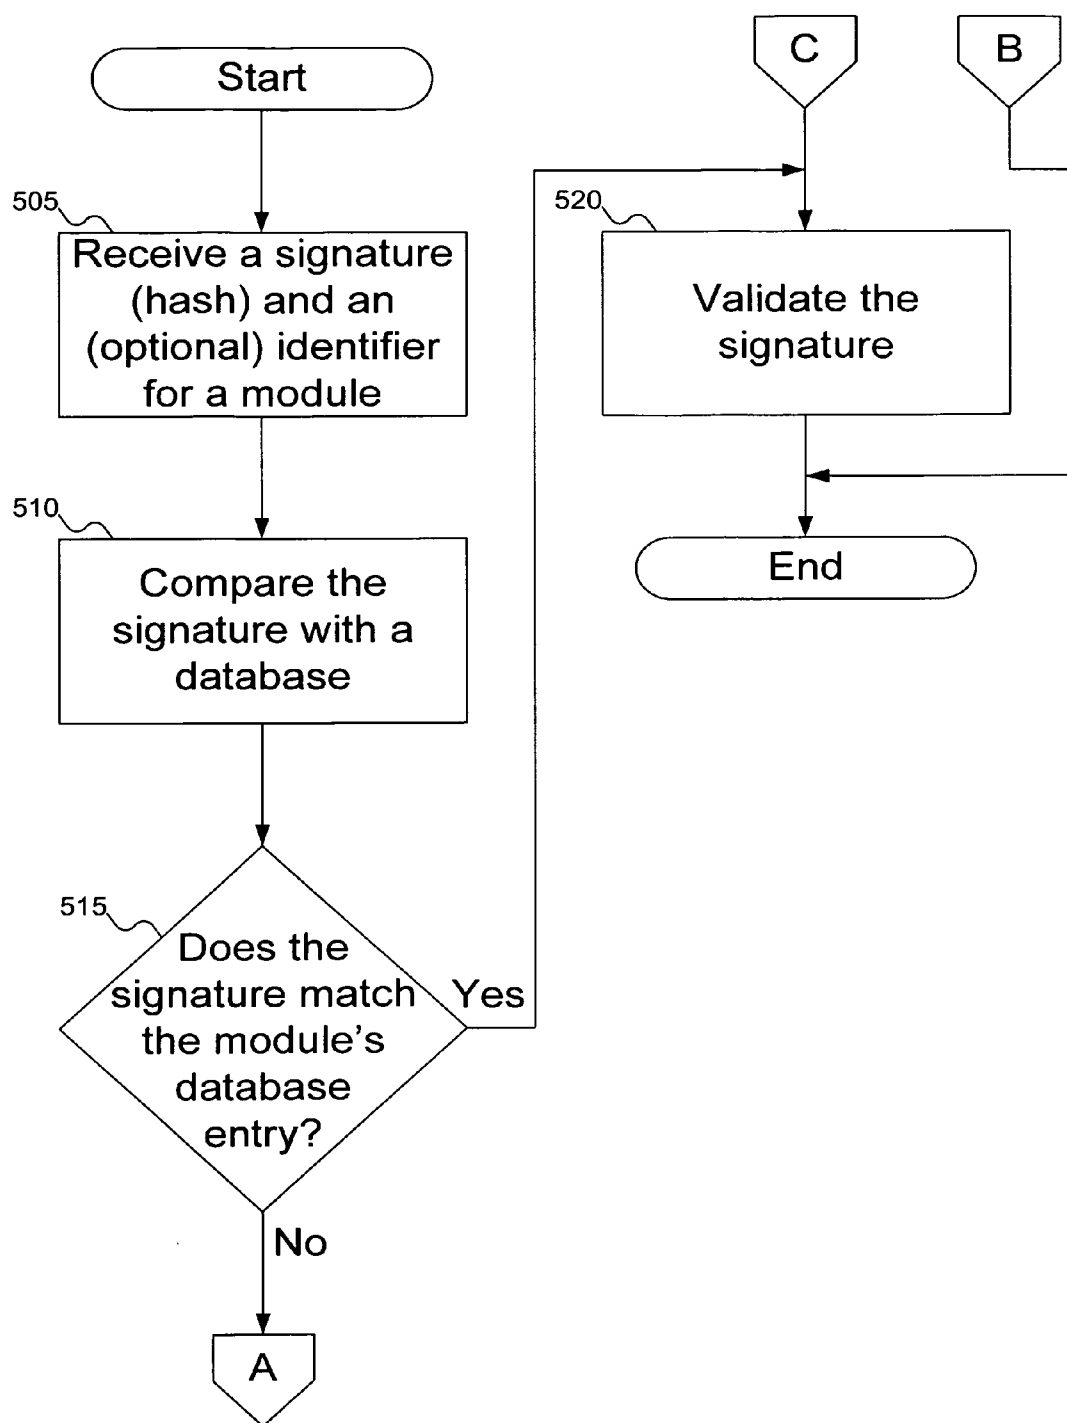 Start
505
Receive a signature
(hash) and an
(optional) identifier
for a module
510
Compare the
signature with a
database
515
Does the
signature match
the module's
database
entry?
Yes
No
A
C
B
520
Validate the
signature
End